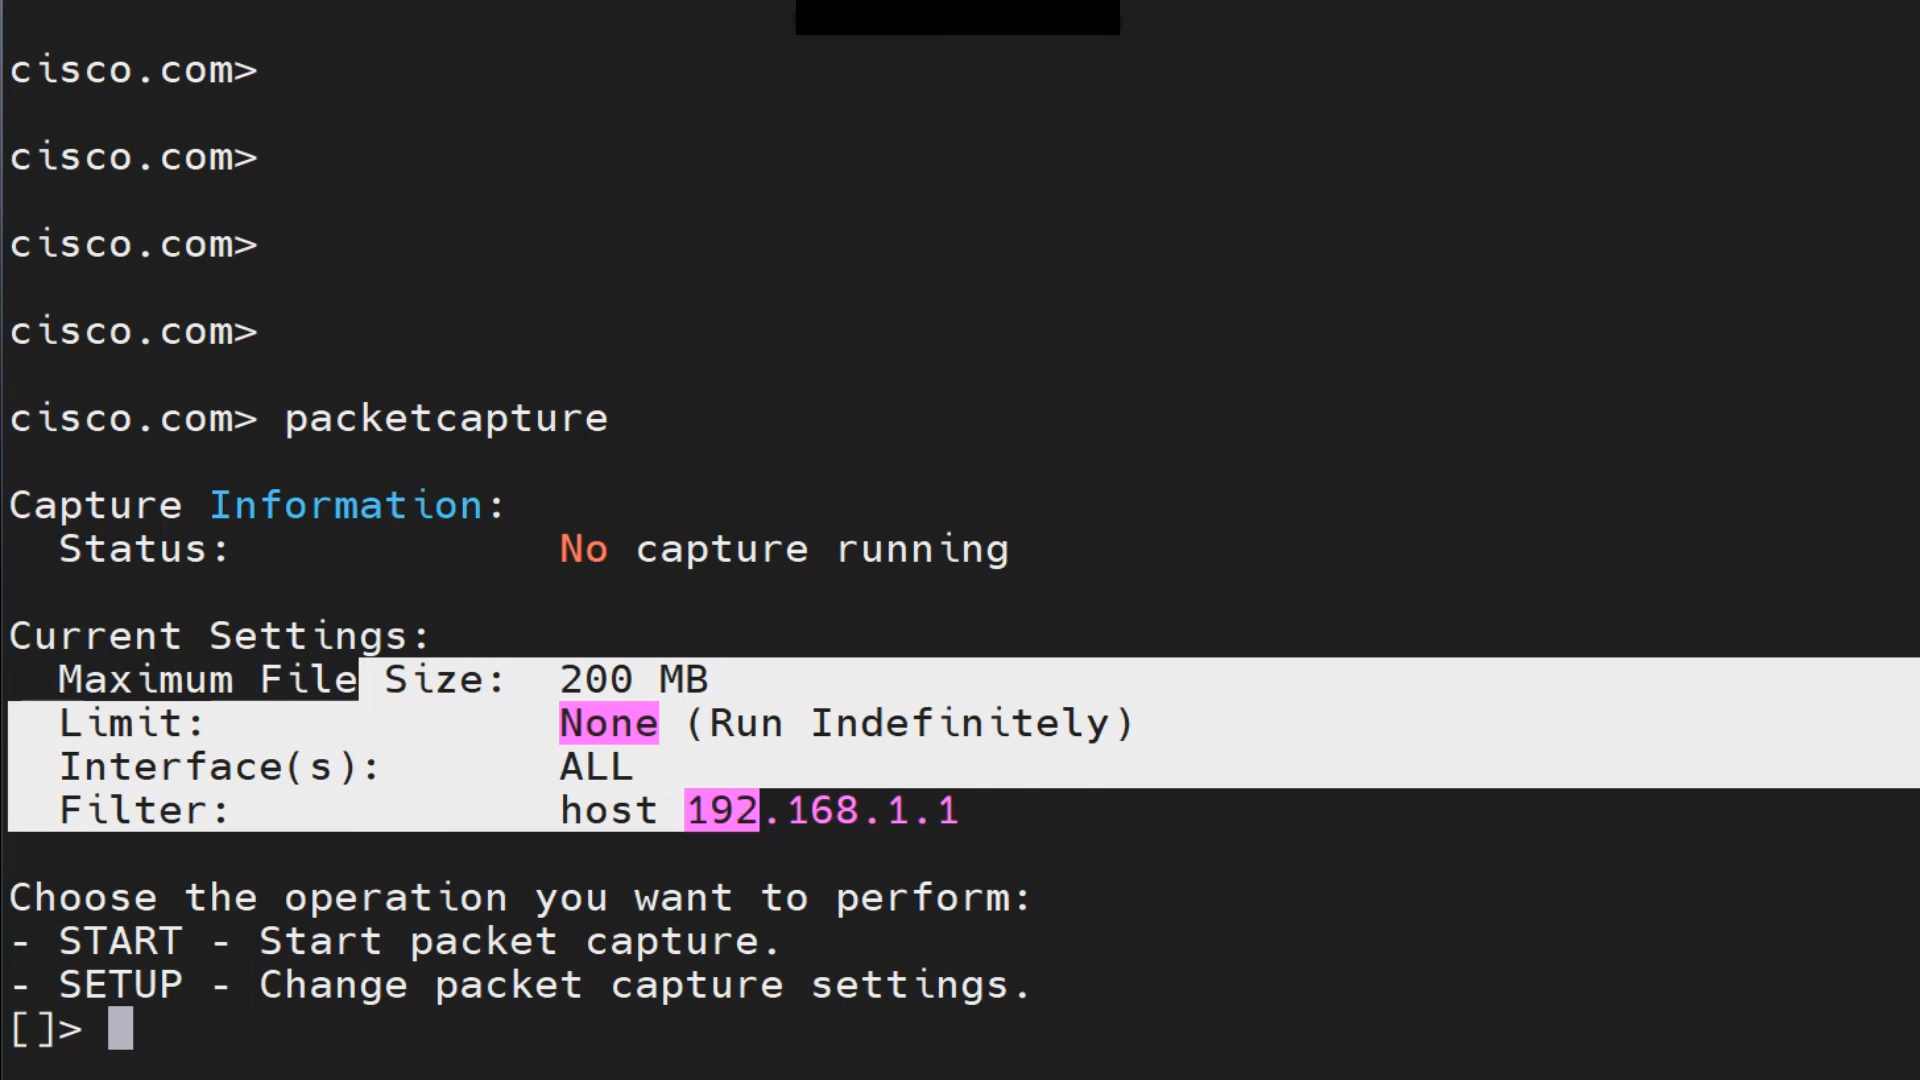 cisco.com>
cisco.com>
cisco.com>
cisco.com>
cisco.com> packetcapture
Capture Information:
Status: No capture running
Current Settings:
Maximum File Size: 200 MB
Limit: None (Run Indefinitely)
Interface(s): ALL
Filter: host 192.168.1.1
Choose the operation you want to perform:
- START - Start packet capture.
- SETUP - Change packet capture settings.
[]>